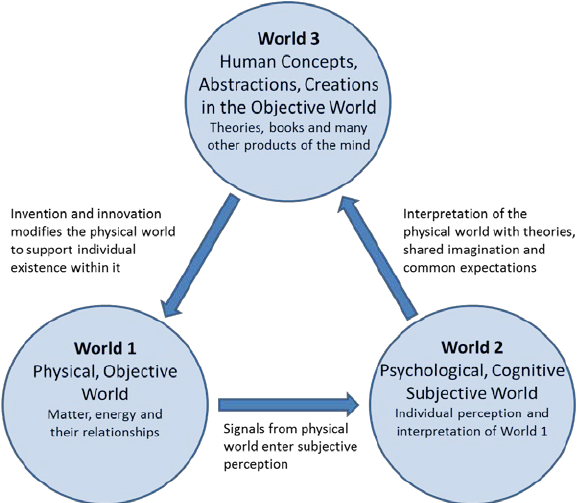 World 3
Human Concepts,
Abstractions, Creations
in the Objective World
Theories, books and many
other products of the mind
Invention and innovation
modifies the physical world
to support individual
existence within it
Interpretation of the
physical world with theories,
shared imagination and
common expectations
World 1
Physical, Objective
World
Matter, energy and
their relationships
Signals from physical
world enter subjective
perception
World 2
Psychological, Cognitive
Subjective World
Individual perception and
interpretation of World 1